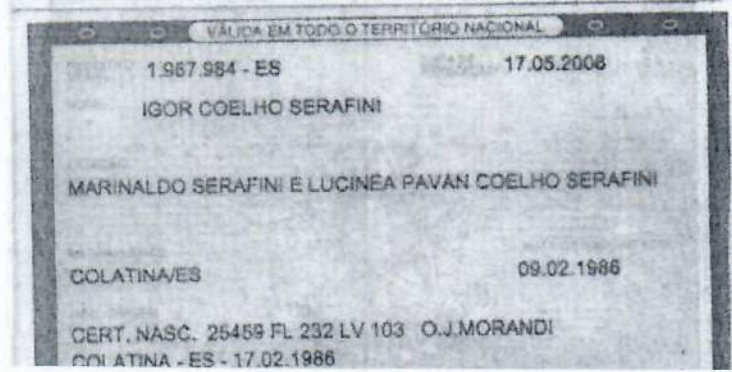 VÁLIDA EM TODO O TERRITÓRIO NACIONAL
1.967.984 - ES 17.05.2006
IGOR COELHO SERAFINI
MARINALDO SERAFINI E LUCINEA PAVAN COELHO SERAFINI
COLATINA/ES 09.02.1986
CERT. NASC. 25459 FL 232 LV 103 O.J.MORANDI
COLATINA - ES - 17.02.1986